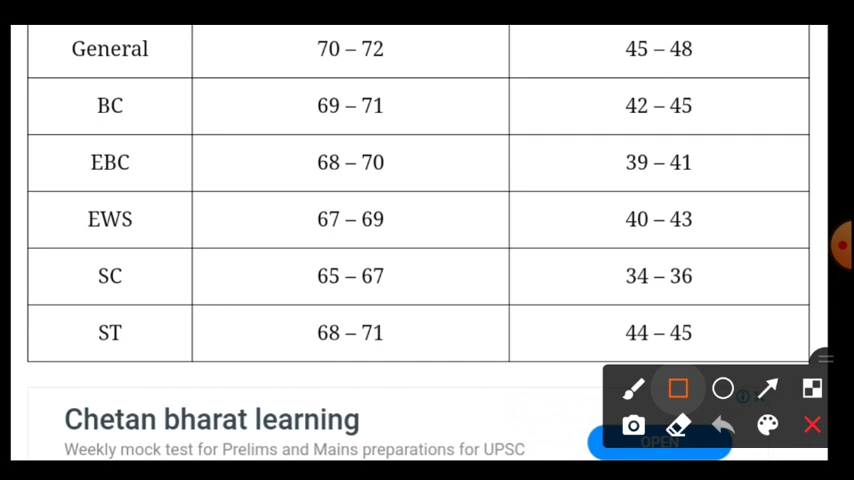 General 70 – 72 45 – 48
BC 69 – 71 42 – 45
EBC 68 – 70 39 – 41
EWS 67 – 69 40 – 43
SC 65 – 67 34 – 36
ST 68 – 71 44 – 45
Chetan bharat learning
Weekly mock test for Prelims and Mains preparations for UPSC
OPEN